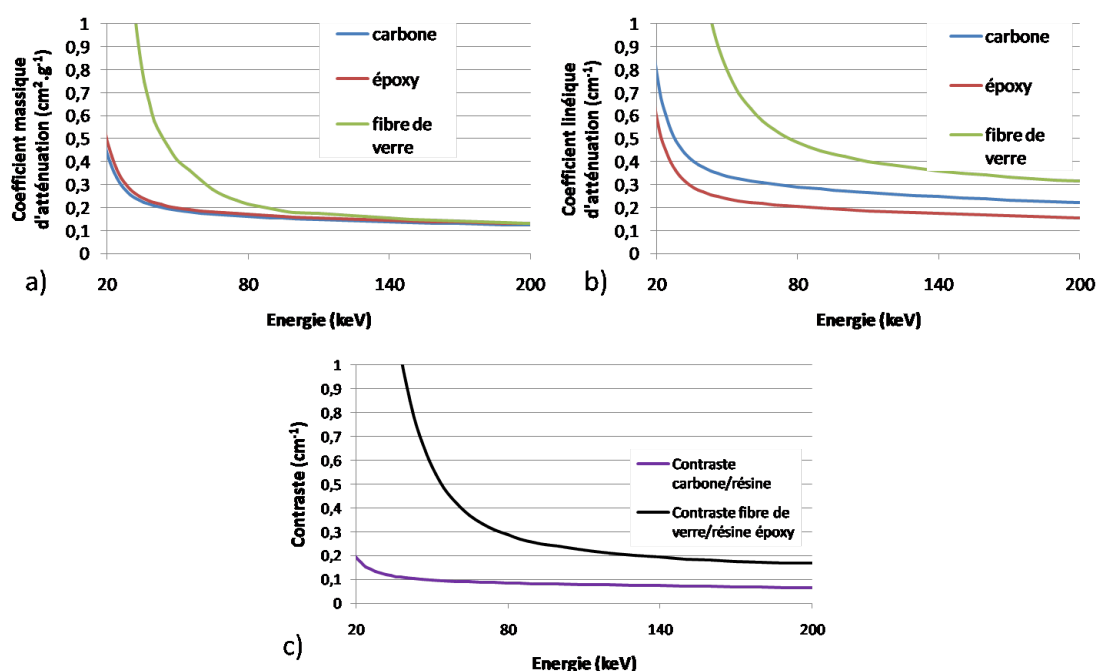 Coefficient massique
d'atténuation (cm²·g⁻¹)
1
0,9
0,8
0,7
0,6
0,5
0,4
0,3
0,2
0,1
0
carbone
époxy
fibre de
verre
20
80
140
200
Energie (keV)
a)
Coefficient linéique
d'atténuation (cm⁻¹)
1
0,9
0,8
0,7
0,6
0,5
0,4
0,3
0,2
0,1
0
carbone
époxy
fibre de
verre
20
80
140
200
Energie (keV)
b)
Contraste (cm⁻¹)
1
0,9
0,8
0,7
0,6
0,5
0,4
0,3
0,2
0,1
0
Contraste
carbone/résine
Contraste fibre de
verre/résine époxy
20
80
140
200
Energie (keV)
c)